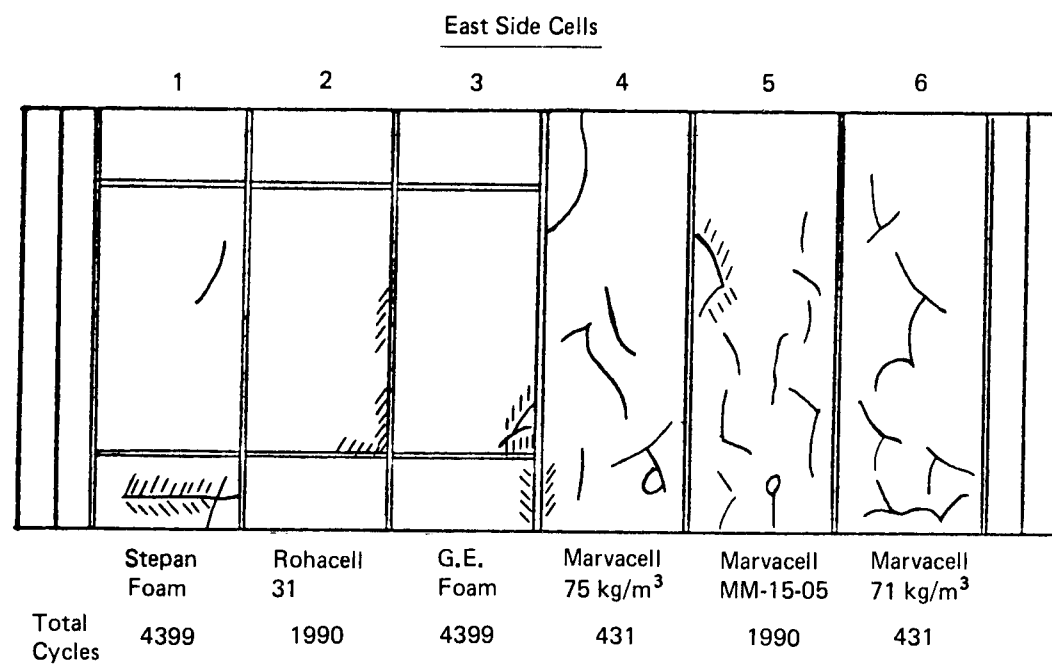 East Side Cells
1 2 3 4 5 6
Stepan Rohacell G.E. Marvacell Marvacell Marvacell
Foam 31 Foam 75 kg/m³ MM-15-05 71 kg/m³
Total
Cycles 4399 1990 4399 431 1990 431